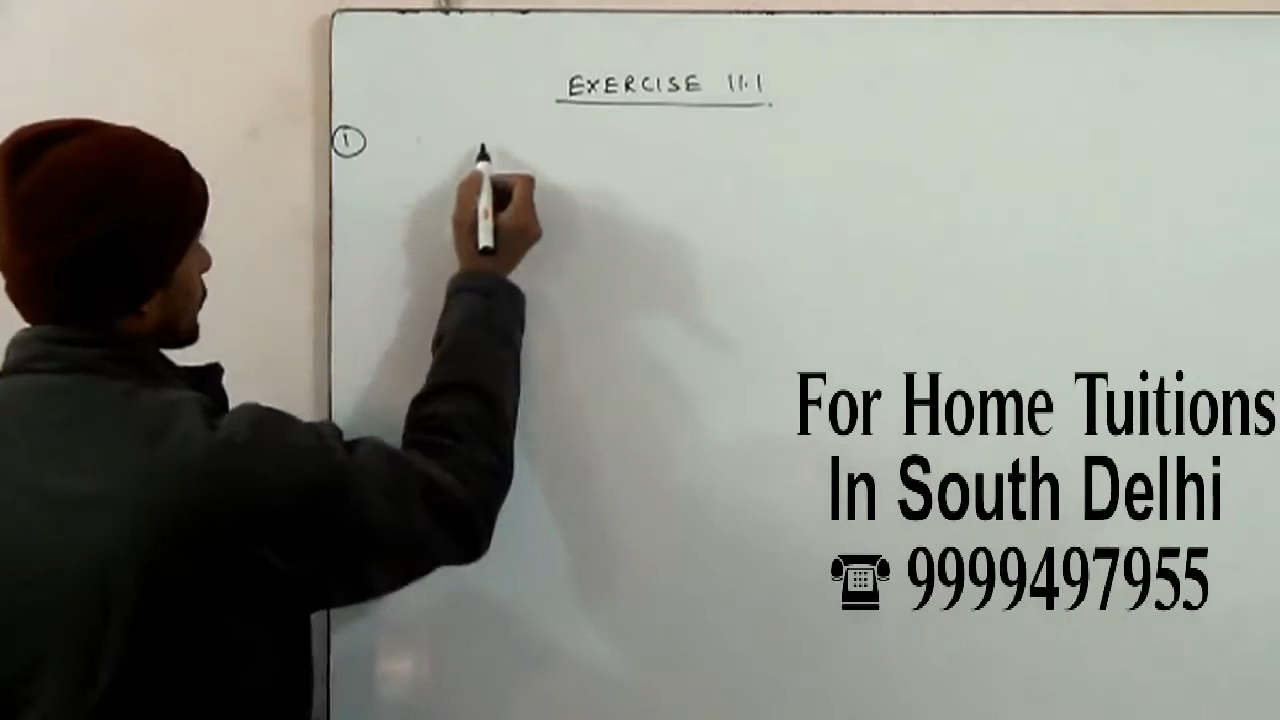 EXERCISE 11.1
1
For Home Tuitions
In South Delhi
☎ 9999497955